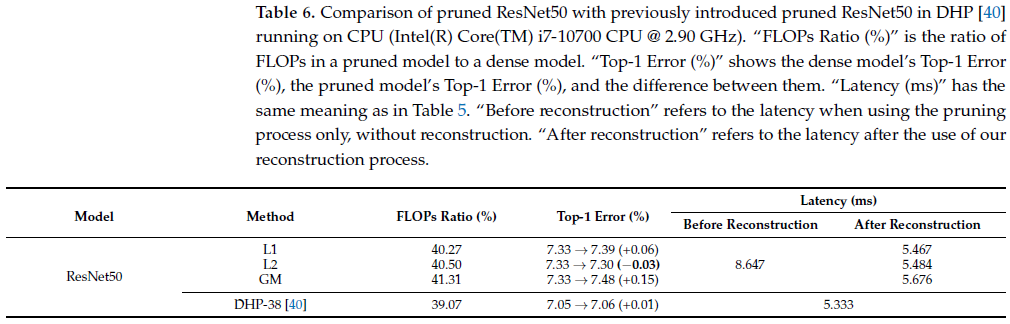 Table 6. Comparison of pruned ResNet50 with previously introduced pruned ResNet50 in DHP [40]
running on CPU (Intel(R) Core(TM) i7-10700 CPU @ 2.90 GHz). “FLOPs Ratio (%)” is the ratio of
FLOPs in a pruned model to a dense model. “Top-1 Error (%)” shows the dense model’s Top-1 Error
(%), the pruned model’s Top-1 Error (%), and the difference between them. “Latency (ms)” has the
same meaning as in Table 5. “Before reconstruction” refers to the latency when using the pruning
process only, without reconstruction. “After reconstruction” refers to the latency after the use of our
reconstruction process.
Latency (ms)
Model Method FLOPs Ratio (%) Top-1 Error (%)
Before Reconstruction After Reconstruction
L1 40.27 7.33 → 7.39 (+0.06) 5.467
L2 40.50 7.33 → 7.30 (−0.03) 8.647 5.484
ResNet50
GM 41.31 7.33 → 7.48 (+0.15) 5.676
DHP-38 [40] 39.07 7.05 → 7.06 (+0.01) 5.333